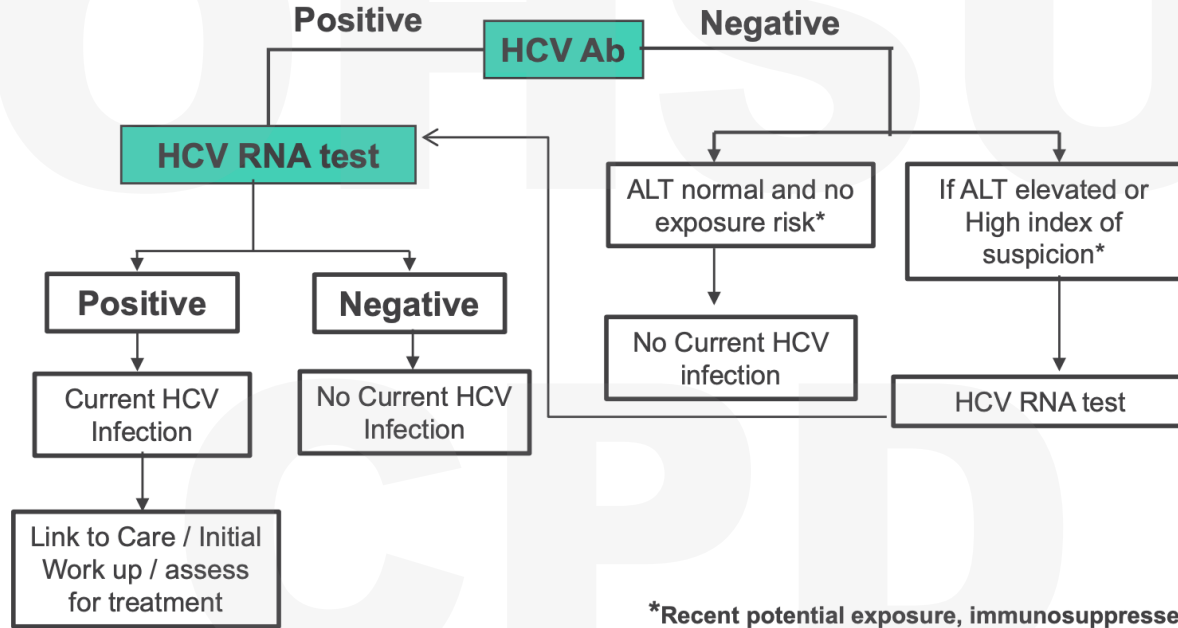 Positive
HCV Ab
Negative
HCV RNA test
ALT normal and no
exposure risk*
If ALT elevated or
High index of
suspicion*
Positive
Negative
No Current HCV
infection
HCV RNA test
Current HCV
Infection
No Current HCV
Infection
Link to Care / Initial
Work up / assess
for treatment
*Recent potential exposure, immunosuppresse
OHSU
CPD